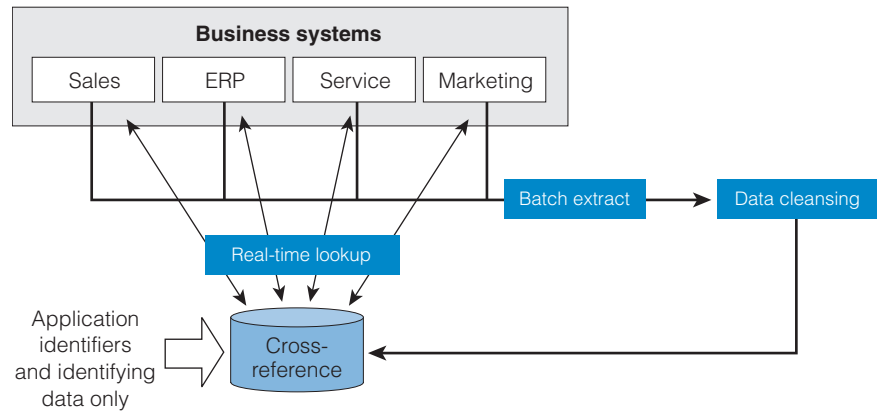 Business systems
Sales
ERP
Service
Marketing
Batch extract
Data cleansing
Real-time lookup
Application
identifiers
and identifying
data only
Cross-
reference